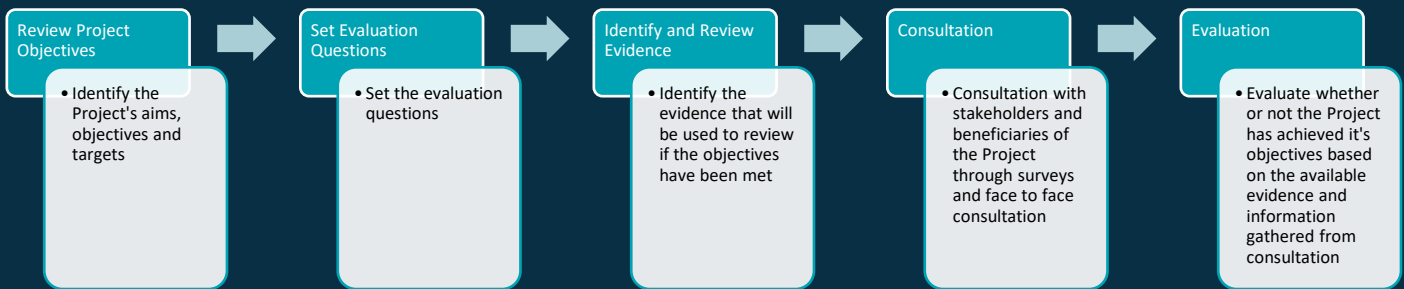 Review Project
Objectives
• Identify the
Project's aims,
objectives and
targets
Set Evaluation
Questions
• Set the evaluation
questions
Identify and Review
Evidence
• Identify the
evidence that will
be used to review
if the objectives
have been met
Consultation
• Consultation with
stakeholders and
beneficiaries of
the Project
through surveys
and face to face
consultation
Evaluation
• Evaluate whether
or not the Project
has achieved it's
objectives based
on the available
evidence and
information
gathered from
consultation